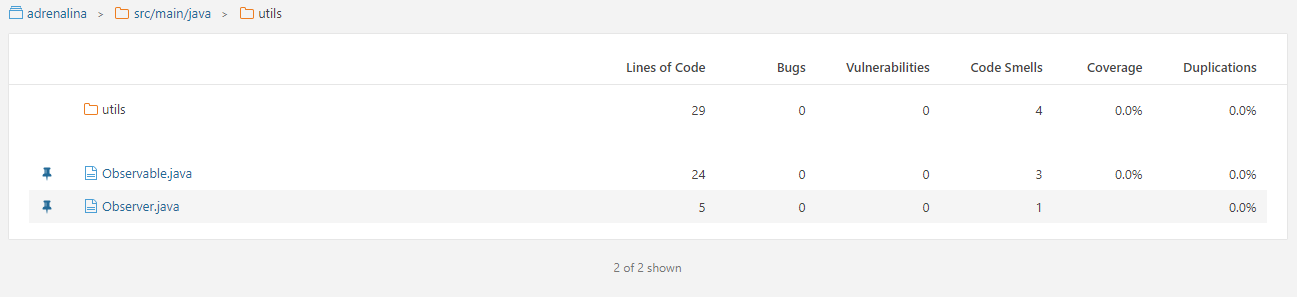 adrenalina > src/main/java > utils
Lines of Code Bugs Vulnerabilities Code Smells Coverage Duplications
utils 29 0 0 4 0.0% 0.0%
Observable.java 24 0 0 3 0.0% 0.0%
Observer.java 5 0 0 1 0.0%
2 of 2 shown